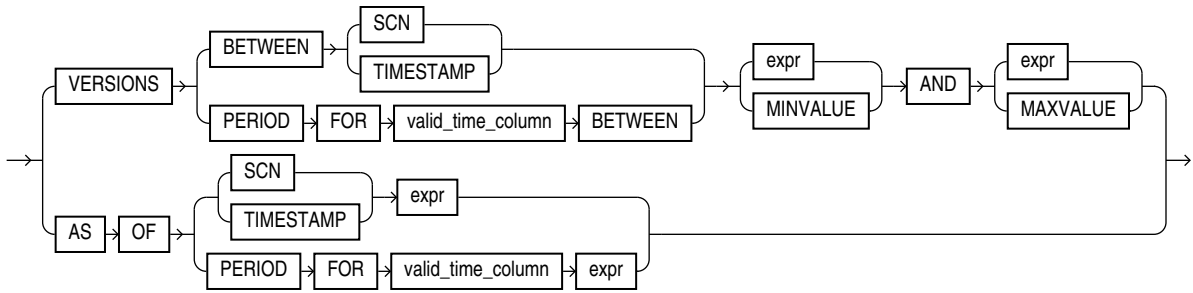 SCN
BETWEEN
TIMESTAMP
VERSIONS
expr
MINVALUE
AND
expr
MAXVALUE
PERIOD FOR valid_time_column BETWEEN
SCN
TIMESTAMP
expr
AS OF
PERIOD FOR valid_time_column expr